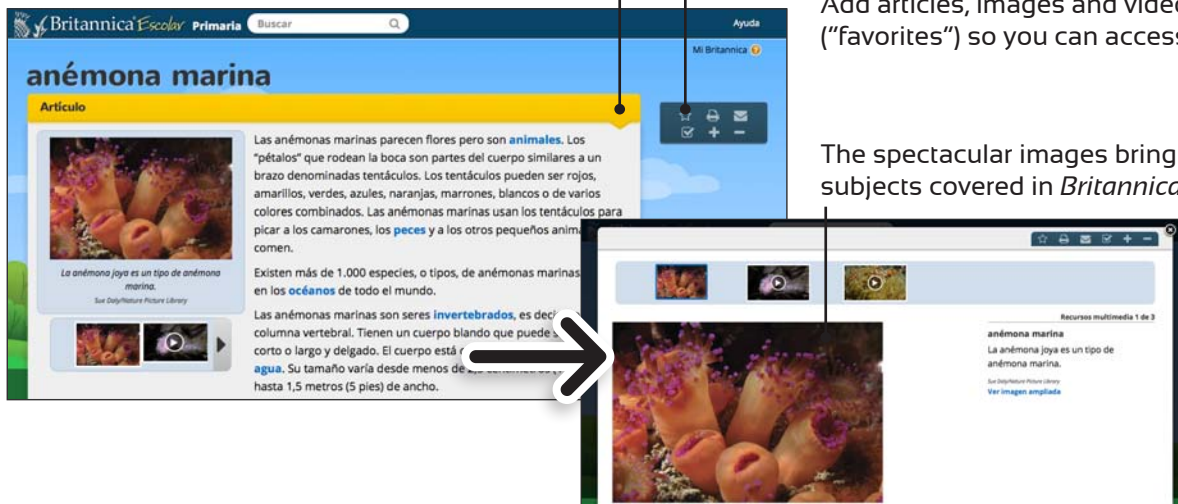 Add articles, images and video
("favorites") so you can access
Britannica Escolar Primaria Buscar Ayuda
Mi Britannica ?
anémona marina
Artículo
Las anémonas marinas parecen flores pero son animales. Los
"pétalos" que rodean la boca son partes del cuerpo similares a un
brazo denominadas tentáculos. Los tentáculos pueden ser rojos,
amarillos, verdes, azules, naranjas, marrones, blancos o de varios
colores combinados. Las anémonas marinas usan los tentáculos para
picar a los camarones, los peces y a los otros pequeños
comen.
Existen más de 1.000 especies, o tipos, de anémonas marinas
en los océanos de todo el mundo.
Las anémonas marinas son seres invertebrados, es
columna vertebral. Tienen un cuerpo blando que puede
corto o largo y delgado. El cuerpo está
agua. Su tamaño varía desde menos de
hasta 1,5 metros (5 pies) de ancho.
La anémona joya es un tipo de anémona
marina.
Sue Daly/Nature Picture Library
The spectacular images bring
subjects covered in Britannica
Recursos multimedia 1 de 3
anémona marina
La anémona joya es un tipo de
anémona marina.
Sue Daly/Nature Picture Library
Ver imagen ampliada